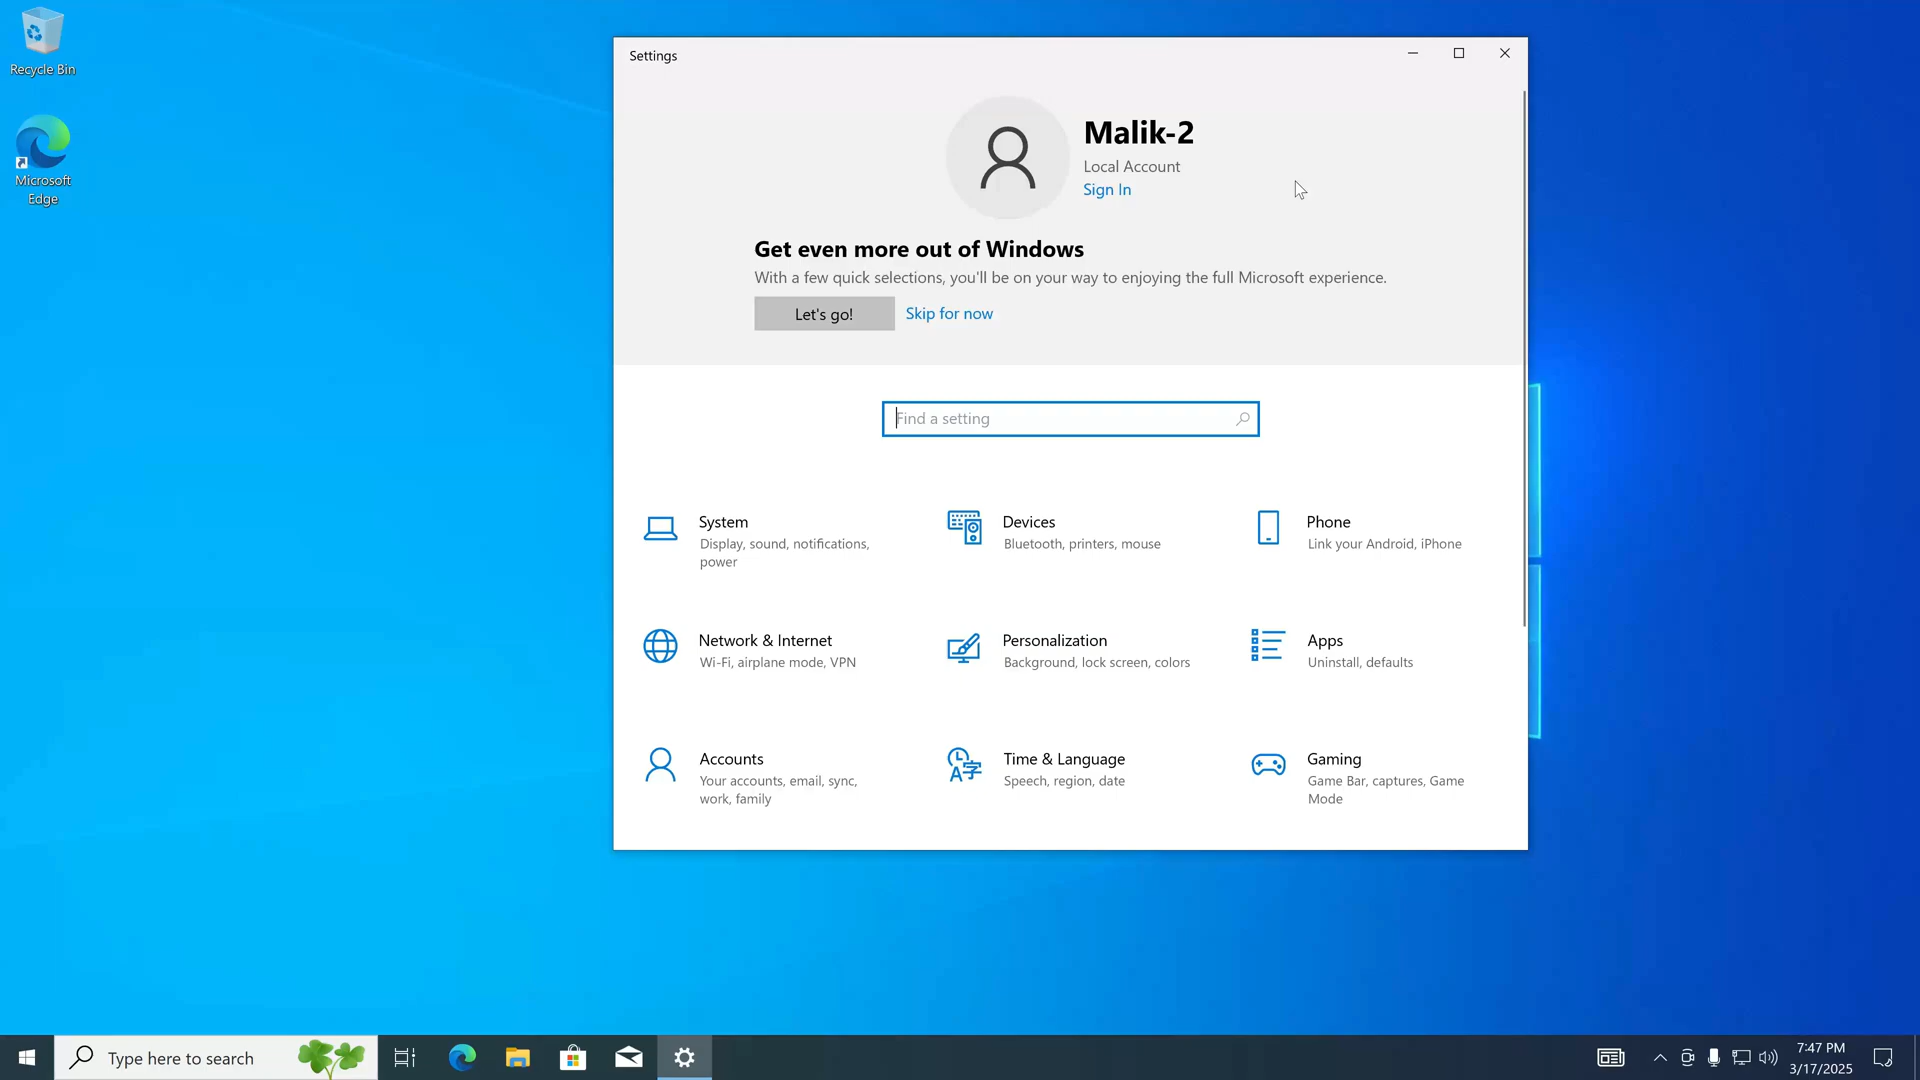 Recycle Bin
Microsoft
Edge
Settings
Malik-2
Local Account
Sign In
Get even more out of Windows
With a few quick selections, you'll be on your way to enjoying the full Microsoft experience.
Let's go!
Skip for now
Find a setting
System
Display, sound, notifications,
power
Devices
Bluetooth, printers, mouse
Phone
Link your Android, iPhone
Network & Internet
Wi-Fi, airplane mode, VPN
Personalization
Background, lock screen, colors
Apps
Uninstall, defaults
Accounts
Your accounts, email, sync,
work, family
Time & Language
Speech, region, date
Gaming
Game Bar, captures, Game
Mode
Type here to search
7:47 PM
3/17/2025